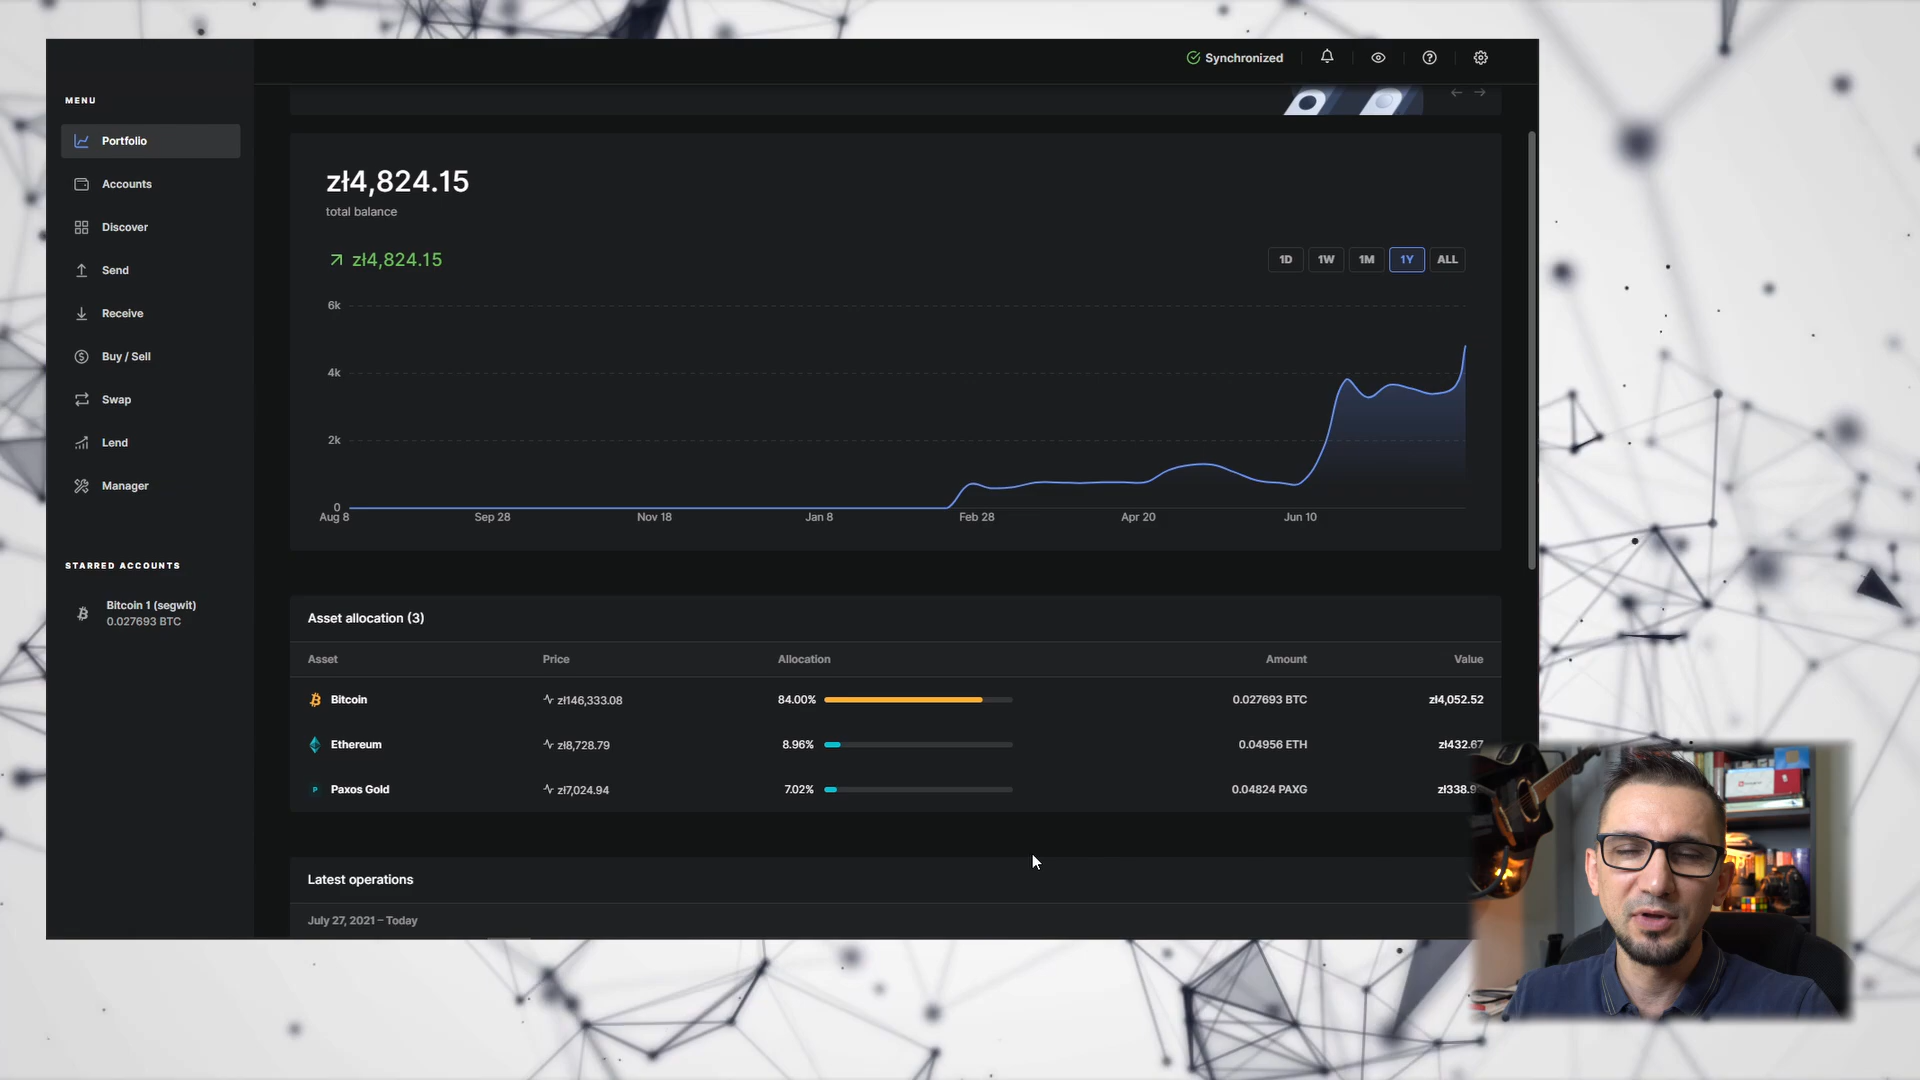 Synchronized
MENU
Portfolio
Accounts
Discover
Send
Receive
Buy / Sell
Swap
Lend
Manager
STARRED ACCOUNTS
Bitcoin 1 (segwit)
0.027693 BTC
zł4,824.15
total balance
zł4,824.15
1D 1W 1M 1Y ALL
6k
4k
2k
0
Aug 8 Sep 28 Nov 18 Jan 8 Feb 28 Apr 20 Jun 10
Asset allocation (3)
Asset Price Allocation Amount Value
Bitcoin zł146,333.08 84.00% 0.027693 BTC zł4,052.52
Ethereum zł8,728.79 8.96% 0.04956 ETH zł432.67
Paxos Gold zł7,024.94 7.02% 0.04824 PAXG
Latest operations
July 27, 2021 – Today